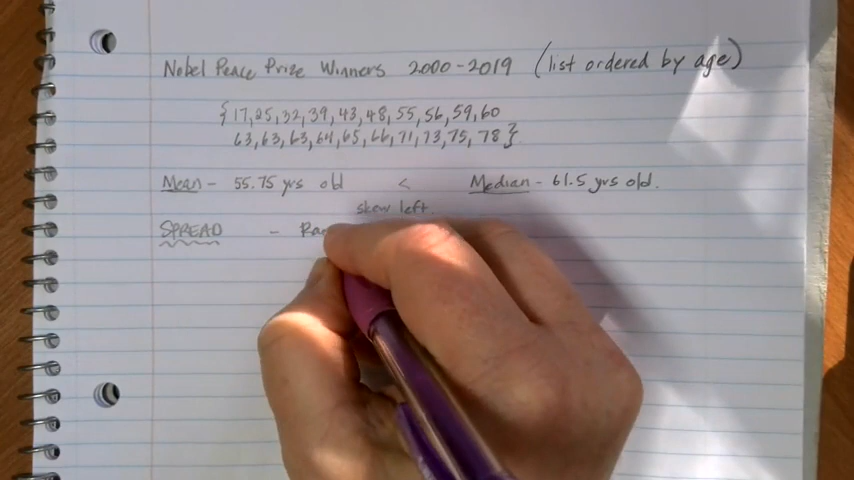 Nobel Peace Prize Winners 2000-2019 (list ordered by age)
{17,25,32,39,43,48,55,56,59,60
63,63,63,64,65,66,71,73,75,78}
Mean - 55.75 yrs old < Median - 61.5 yrs old.
skew left.
SPREAD - Ra